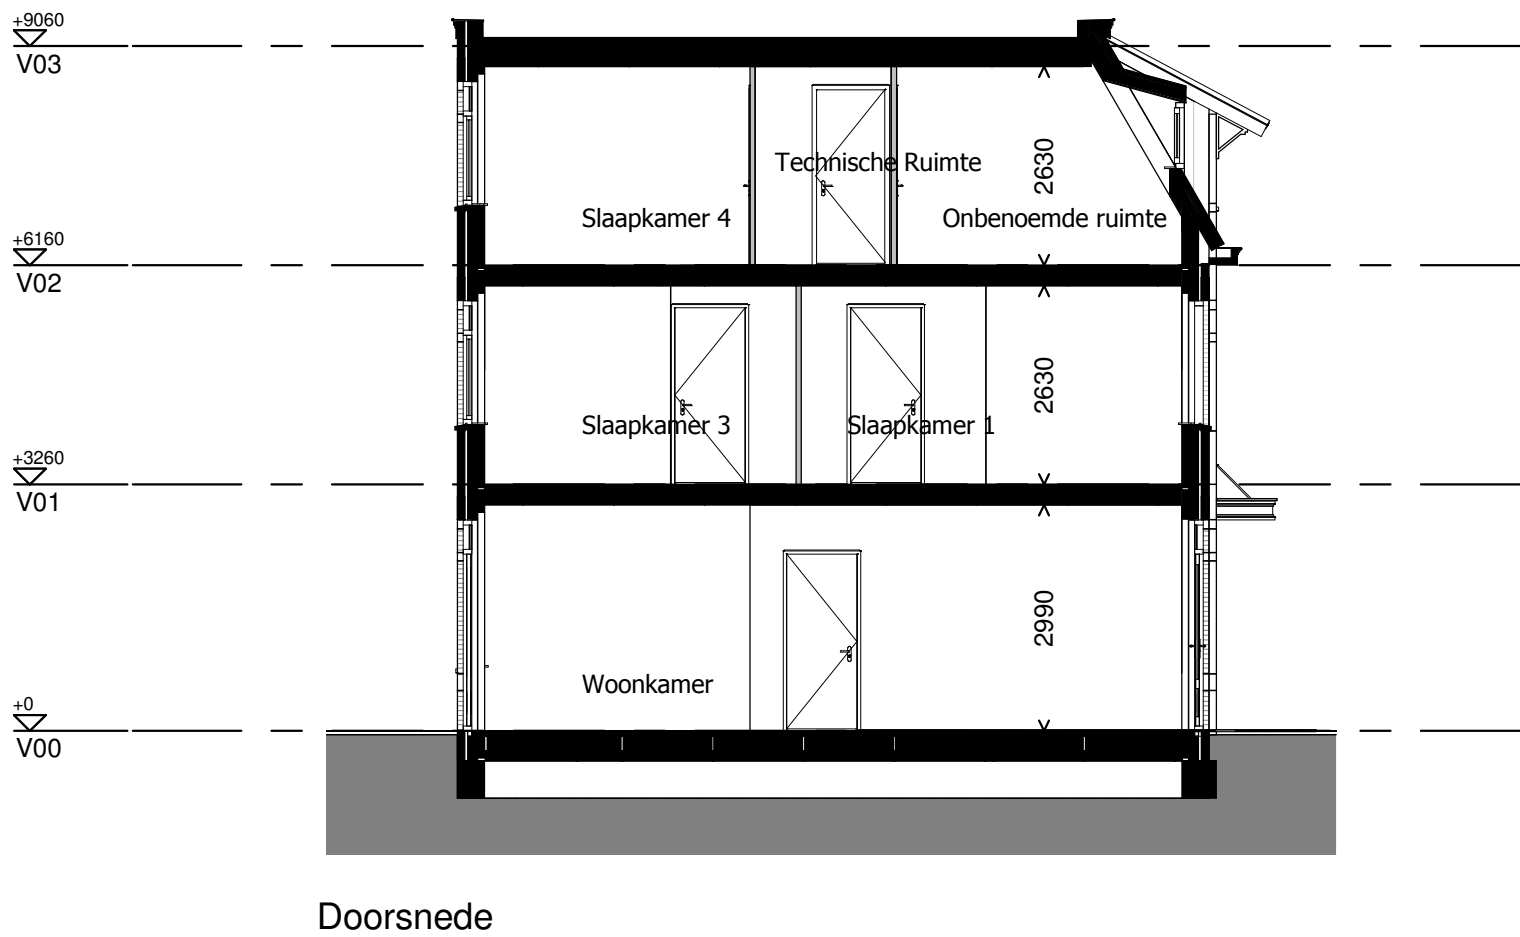 +9060
V03
Technische Ruimte
2630
Slaapkamer 4
Onbenoemde ruimte
+6160
V02
2630
Slaapkamer 3
Slaapkamer 1
+3260
V01
2990
Woonkamer
+0
V00
Doorsnede